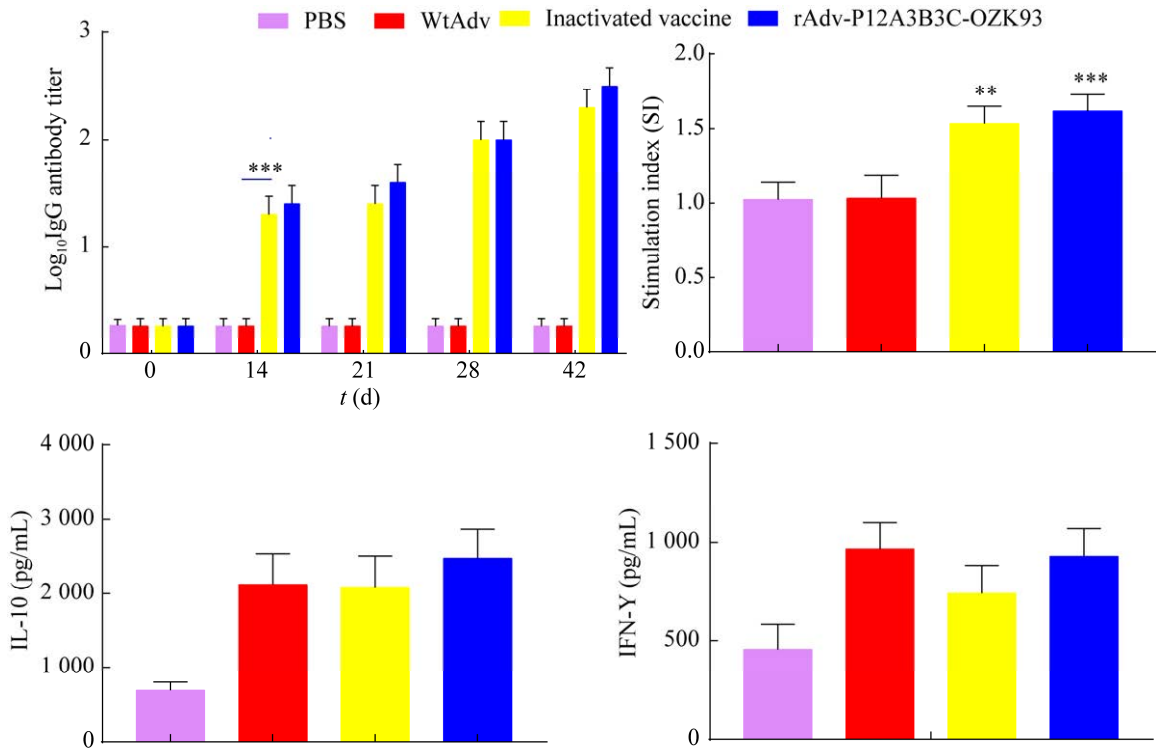 PBS WtAdv Inactivated vaccine rAdv-P12A3B3C-OZK93
Log10IgG antibody titer
3
2
1
0
***
0 14 21 28 42
t (d)
Stimulation index (SI)
2.0
1.5
1.0
0.5
0.0
** ***
IL-10 (pg/mL)
4 000
3 000
2 000
1 000
0
IFN-Y (pg/mL)
1 500
1 000
500
0